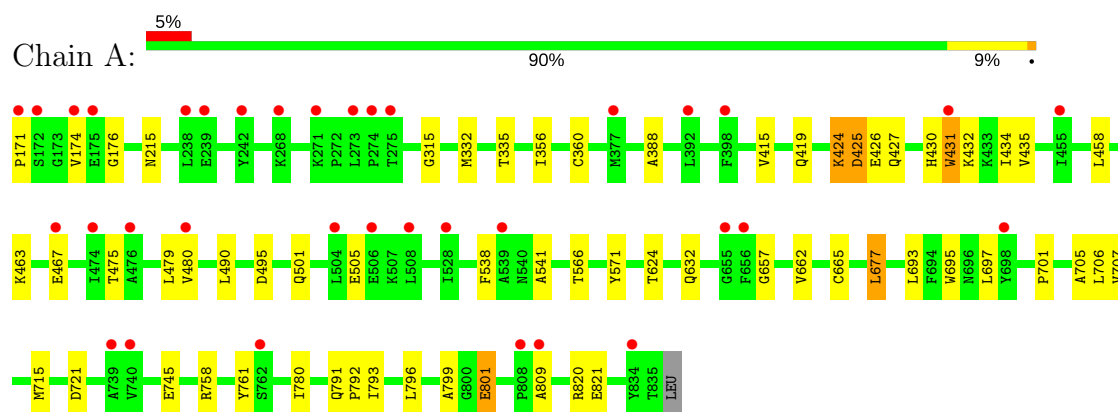 5%
Chain A:
90% 9% •
P171 S172 G173 V174 E175 G176 N215 L238 E239 Y242 K268 K271 P272 L273 P274 T275 G315 M332 T335 I356 C360 M377 A388 L392 F398 V415 Q419 K424 D425 E426 Q427 H430 W431 K432 K433 I434 V435 I455 L458
K463 E467 I474 T475 A476 L479 V480 L490 D495 Q501 L504 E505 E506 K507 L508 I528 F538 A539 N540 A541 T566 Y571 T624 Q632 G655 F656 G657 V662 C665 L677 L693 F694 W695 N696 L697 Y698 P701 A705 L706
M715 D721 A739 V740 E745 R758 Y761 S762 I780 Q791 P792 I793 L796 A799 G800 E801 P808 A809 R820 E821 Y834 T835 LEU